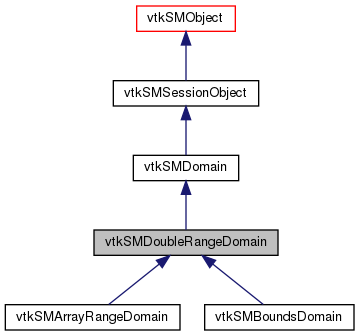 vtkSMObject
vtkSMSessionObject
vtkSMDomain
vtkSMDoubleRangeDomain
vtkSMArrayRangeDomain
vtkSMBoundsDomain